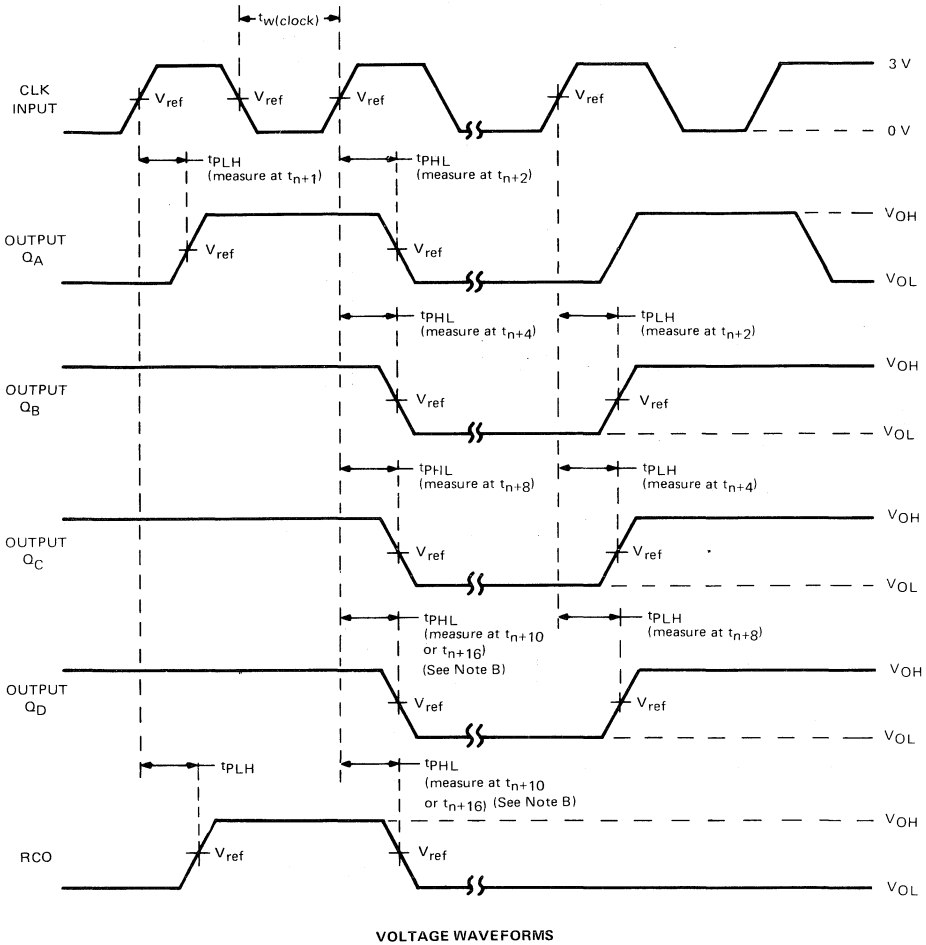 tw(clock)
3 V
CLK
INPUT
Vref
Vref
Vref
Vref
0 V
tPLH
(measure at tn+1)
tPHL
(measure at tn+2)
VOH
OUTPUT
QA
Vref
Vref
VOL
tPHL
(measure at tn+4)
tPLH
(measure at tn+2)
VOH
OUTPUT
QB
Vref
Vref
VOL
tPHL
(measure at tn+8)
tPLH
(measure at tn+4)
VOH
OUTPUT
QC
Vref
Vref
VOL
tPHL
(measure at tn+10
or tn+16)
(See Note B)
tPLH
(measure at tn+8)
VOH
OUTPUT
QD
Vref
Vref
VOL
tPLH
tPHL
(measure at tn+10
or tn+16) (See Note B)
VOH
RCO
Vref
Vref
VOL
VOLTAGE WAVEFORMS